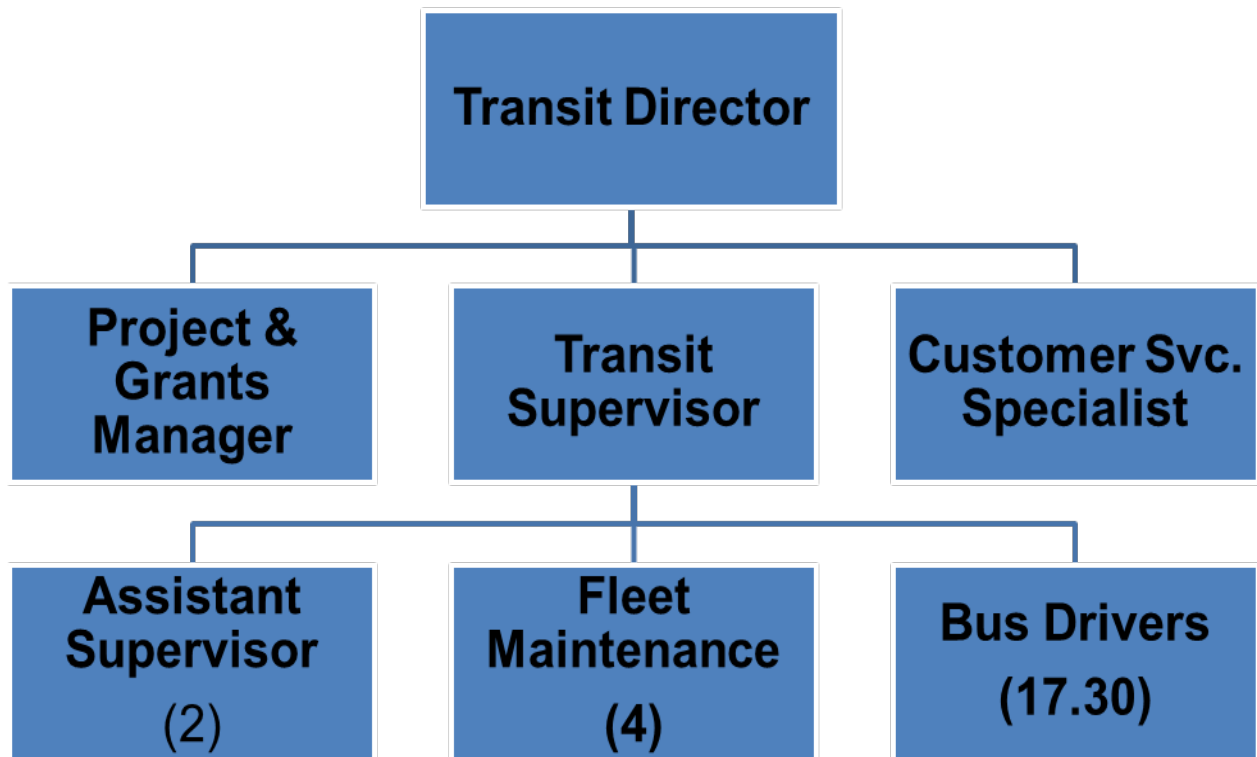 Transit Director
Project &
Grants
Manager
Transit
Supervisor
Customer Svc.
Specialist
Assistant
Supervisor
(2)
Fleet
Maintenance
(4)
Bus Drivers
(17.30)